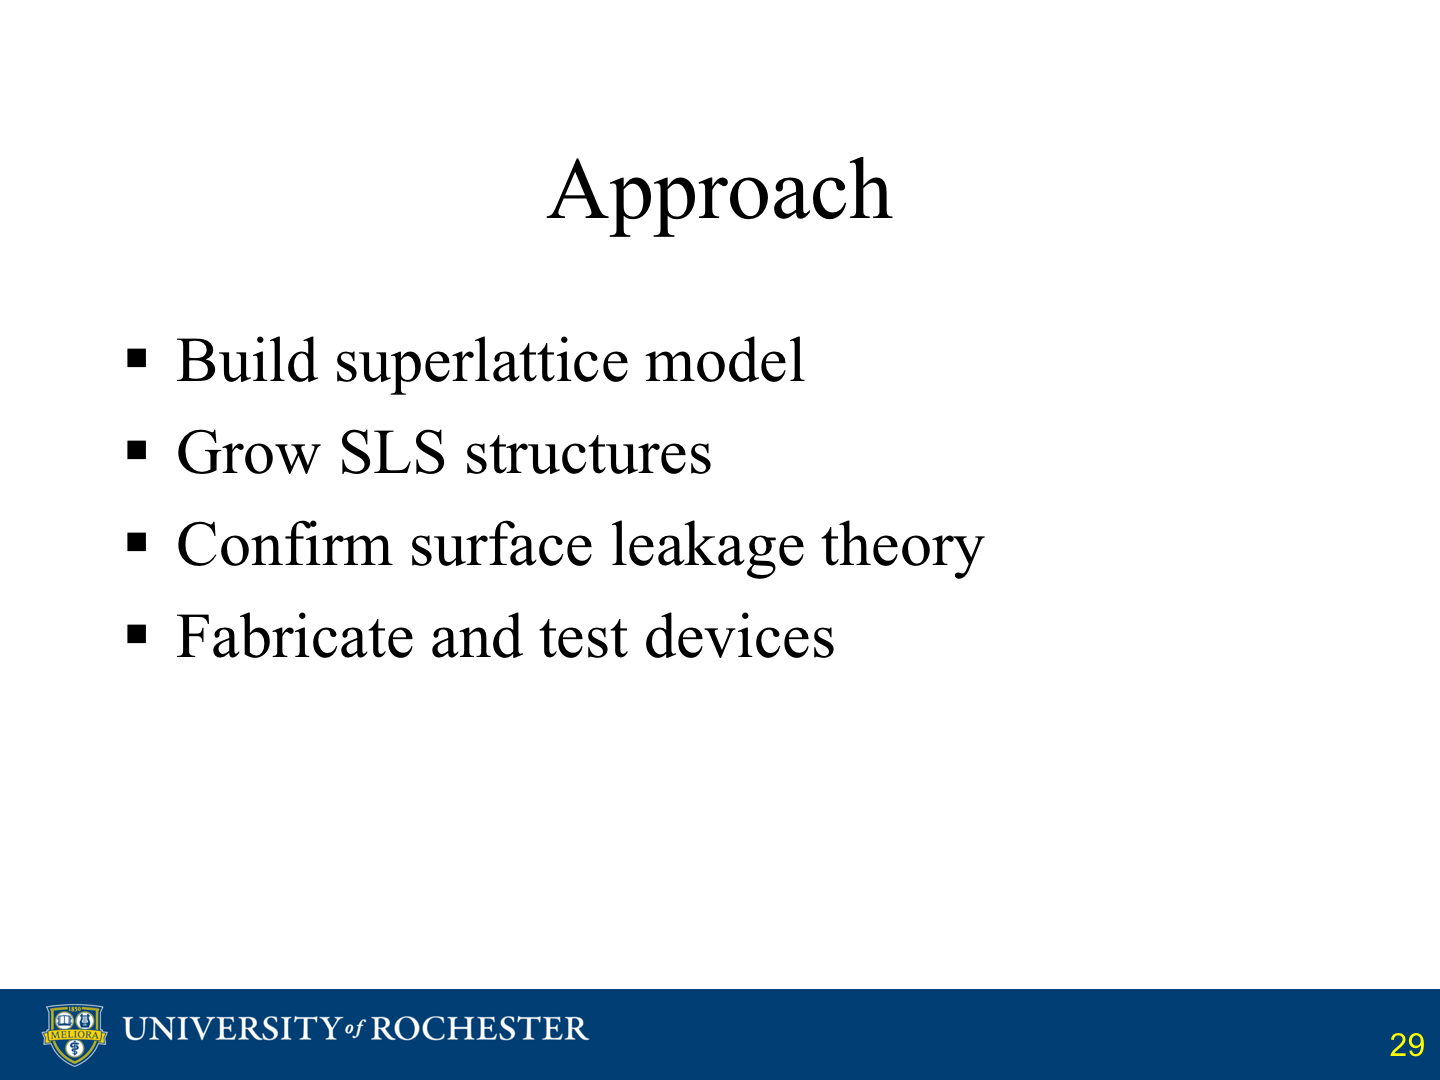 Approach
▪ Build superlattice model
▪ Grow SLS structures
▪ Confirm surface leakage theory
▪ Fabricate and test devices
1850
MELIORA
UNIVERSITY of ROCHESTER
29